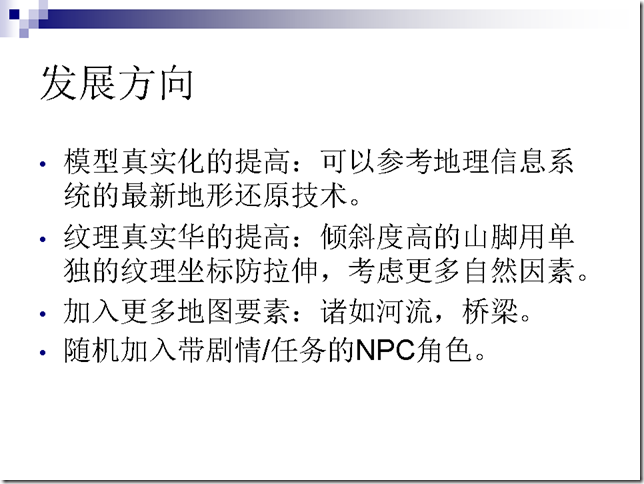 发展方向
• 模型真实化的提高：可以参考地理信息系
统的最新地形还原技术。
• 纹理真实华的提高：倾斜度高的山脚用单
独的纹理坐标防拉伸，考虑更多自然因素。
• 加入更多地图要素：诸如河流，桥梁。
• 随机加入带剧情/任务的NPC角色。